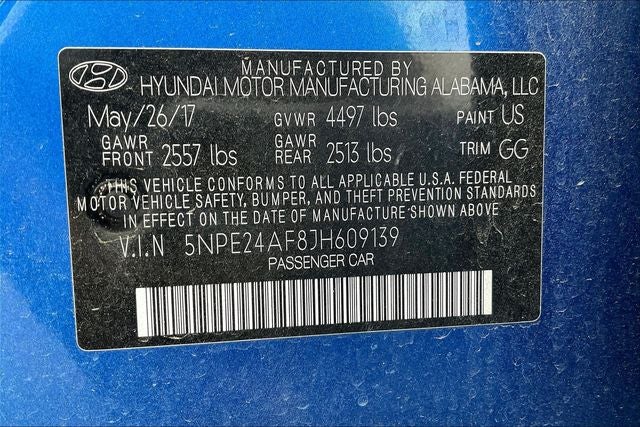 MANUFACTURED BY
HYUNDAI MOTOR MANUFACTURING ALABAMA, LLC
May/26/17 GVWR 4497 lbs PAINT US
GAWR FRONT 2557 lbs GAWR REAR 2513 lbs TRIM GG
THIS VEHICLE CONFORMS TO ALL APPLICABLE U.S.A. FEDERAL
MOTOR VEHICLE SAFETY, BUMPER, AND THEFT PREVENTION STANDARDS
IN EFFECT ON THE DATE OF MANUFACTURE SHOWN ABOVE
V.I.N 5NPE24AF8JH609139
PASSENGER CAR